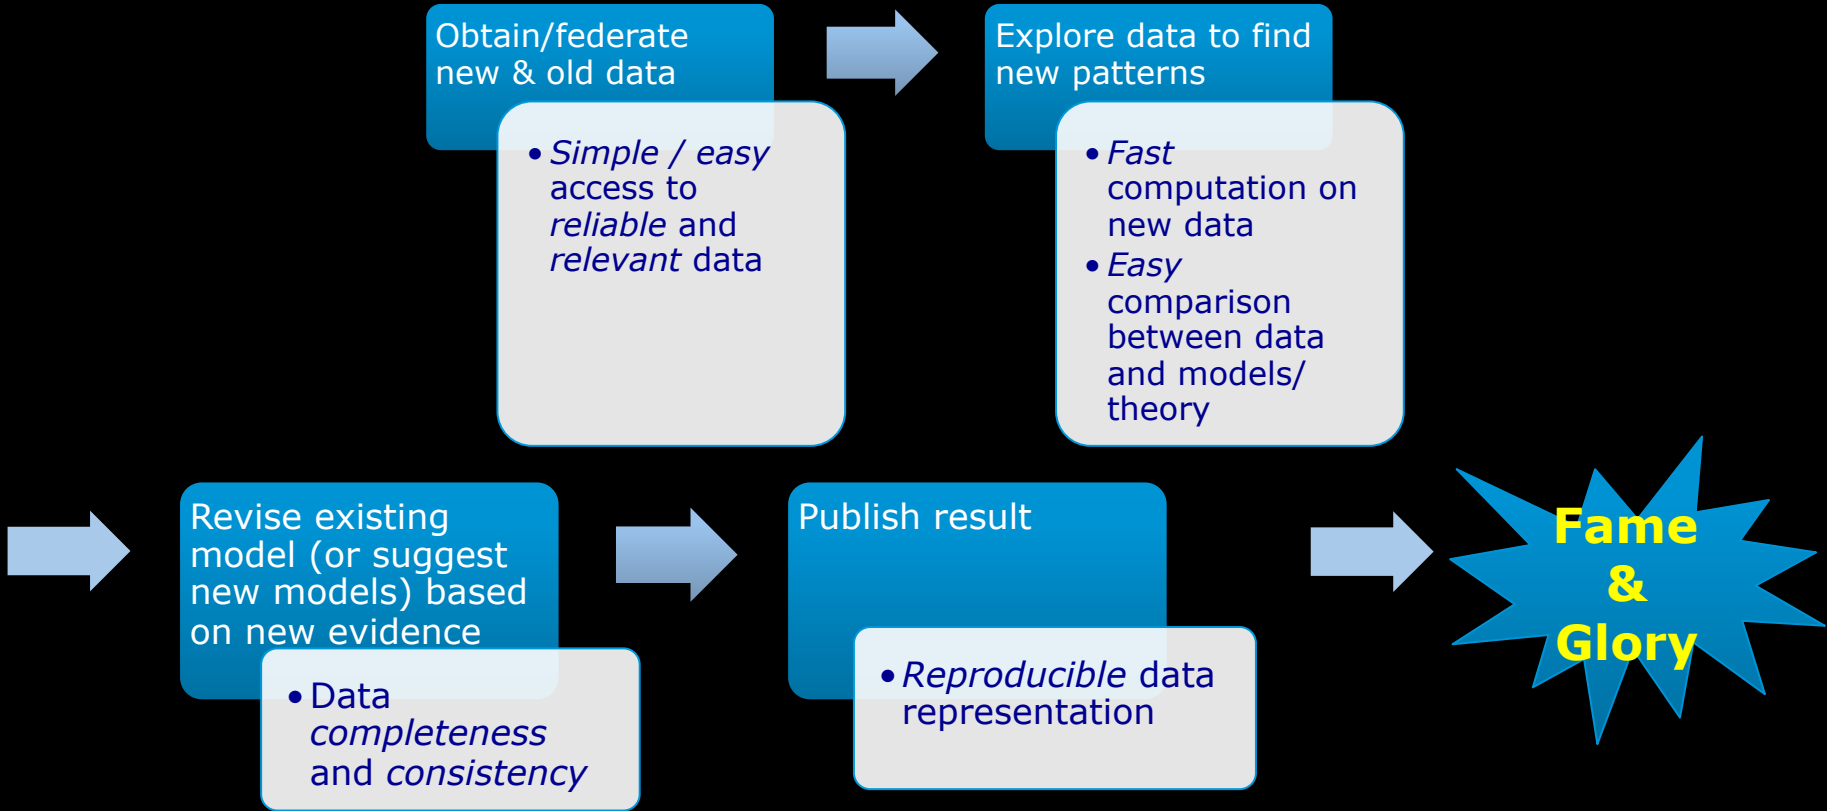 Obtain/federate
new & old data
• Simple / easy
access to
reliable and
relevant data
Explore data to find
new patterns
• Fast
computation on
new data
• Easy
comparison
between data
and models/
theory
Revise existing
model (or suggest
new models) based
on new evidence
• Data
completeness
and consistency
Publish result
• Reproducible data
representation
Fame
&
Glory